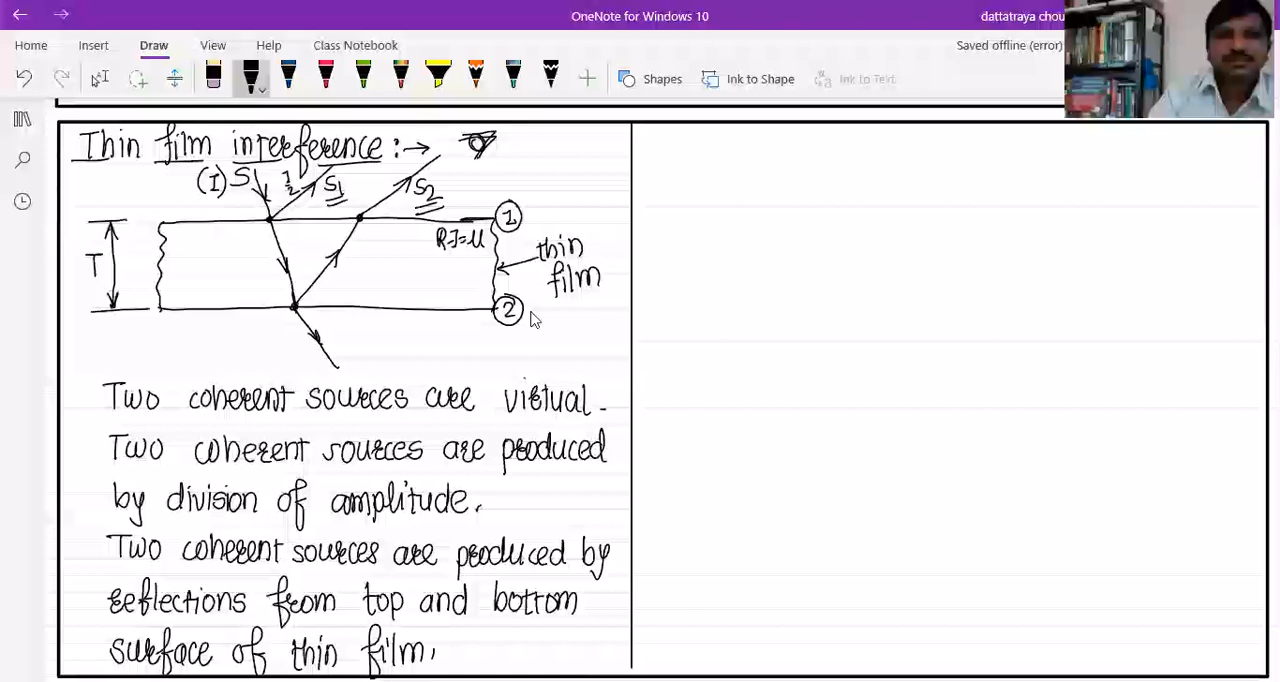 OneNote for Windows 10
dattatraya chou
Home Insert Draw View Help Class Notebook
Saved offline (error)
Shapes Ink to Shape Ink to Text
Thin film interference :→
(I) S I/2 S1 S2
1
R.I=μ
T
thin
film
2
Two coherent sources are virtual.
Two coherent sources are produced
by division of amplitude.
Two coherent sources are produced by
reflections from top and bottom
surface of thin film,